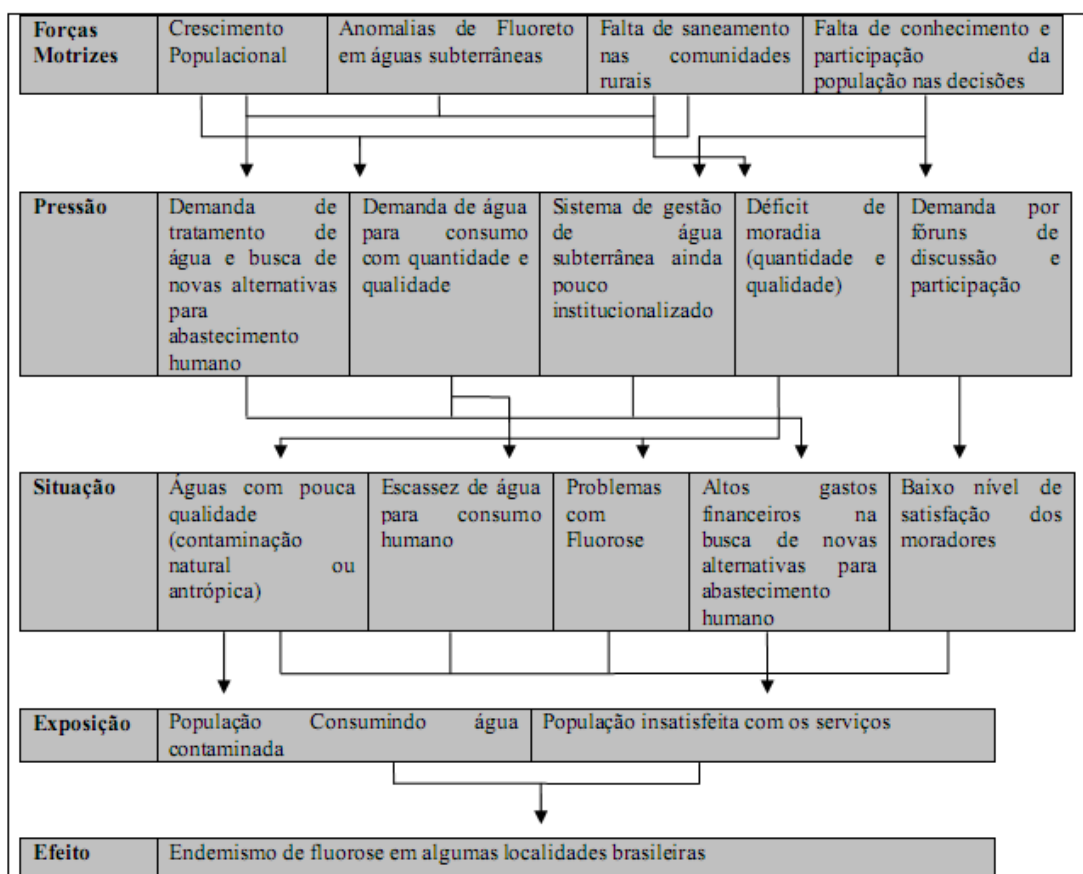 Forças
Motrizes
Crescimento
Populacional
Anomalias de Fluoreto
em águas subterrâneas
Falta de saneamento
nas comunidades
rurais
Falta de conhecimento e
participação da
população nas decisões
Pressão
Demanda de
tratamento de
água e busca de
novas alternativas
para
abastecimento
humano
Demanda de água
para consumo
com quantidade e
qualidade
Sistema de gestão
de água
subterrânea ainda
pouco
institucionalizado
Déficit de
moradia
(quantidade e
qualidade)
Demanda por
fôruns de
discussão e
participação
Situação
Águas com pouca
qualidade
(contaminação
natural ou
antrópica)
Escassez de água
para consumo
humano
Problemas
com
Fluorose
Altos gastos
financeiros na
busca de novas
alternativas para
abastecimento
humano
Baixo nível de
satisfação dos
moradores
Exposição
População Consumindo água
contaminada
População insatisfeita com os serviços
Efeito
Endemismo de fluorose em algumas localidades brasileiras